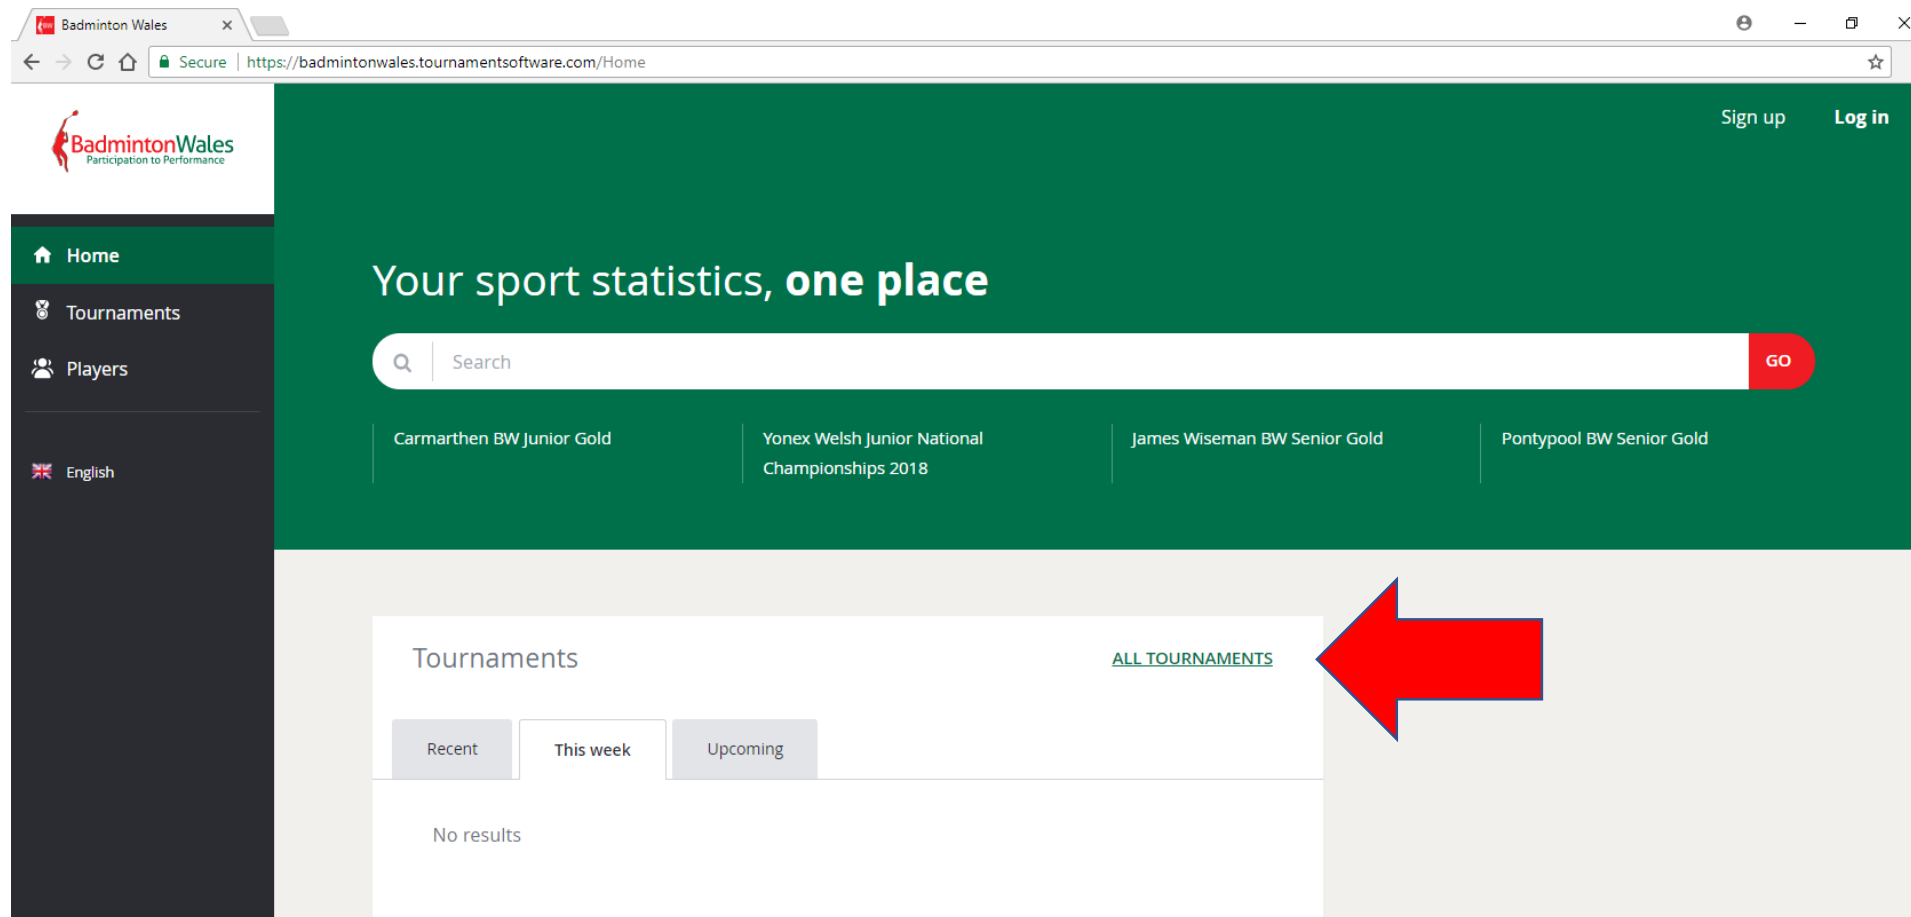 Badminton Wales
Secure | https://badmintonwales.tournamentsoftware.com/Home
BadmintonWales
Participation to Performance
Sign up Log in
Home
Tournaments
Players
English
Your sport statistics, one place
Search GO
Carmarthen BW Junior Gold
Yonex Welsh Junior National
Championships 2018
James Wiseman BW Senior Gold
Pontypool BW Senior Gold
Tournaments ALL TOURNAMENTS
Recent This week Upcoming
No results